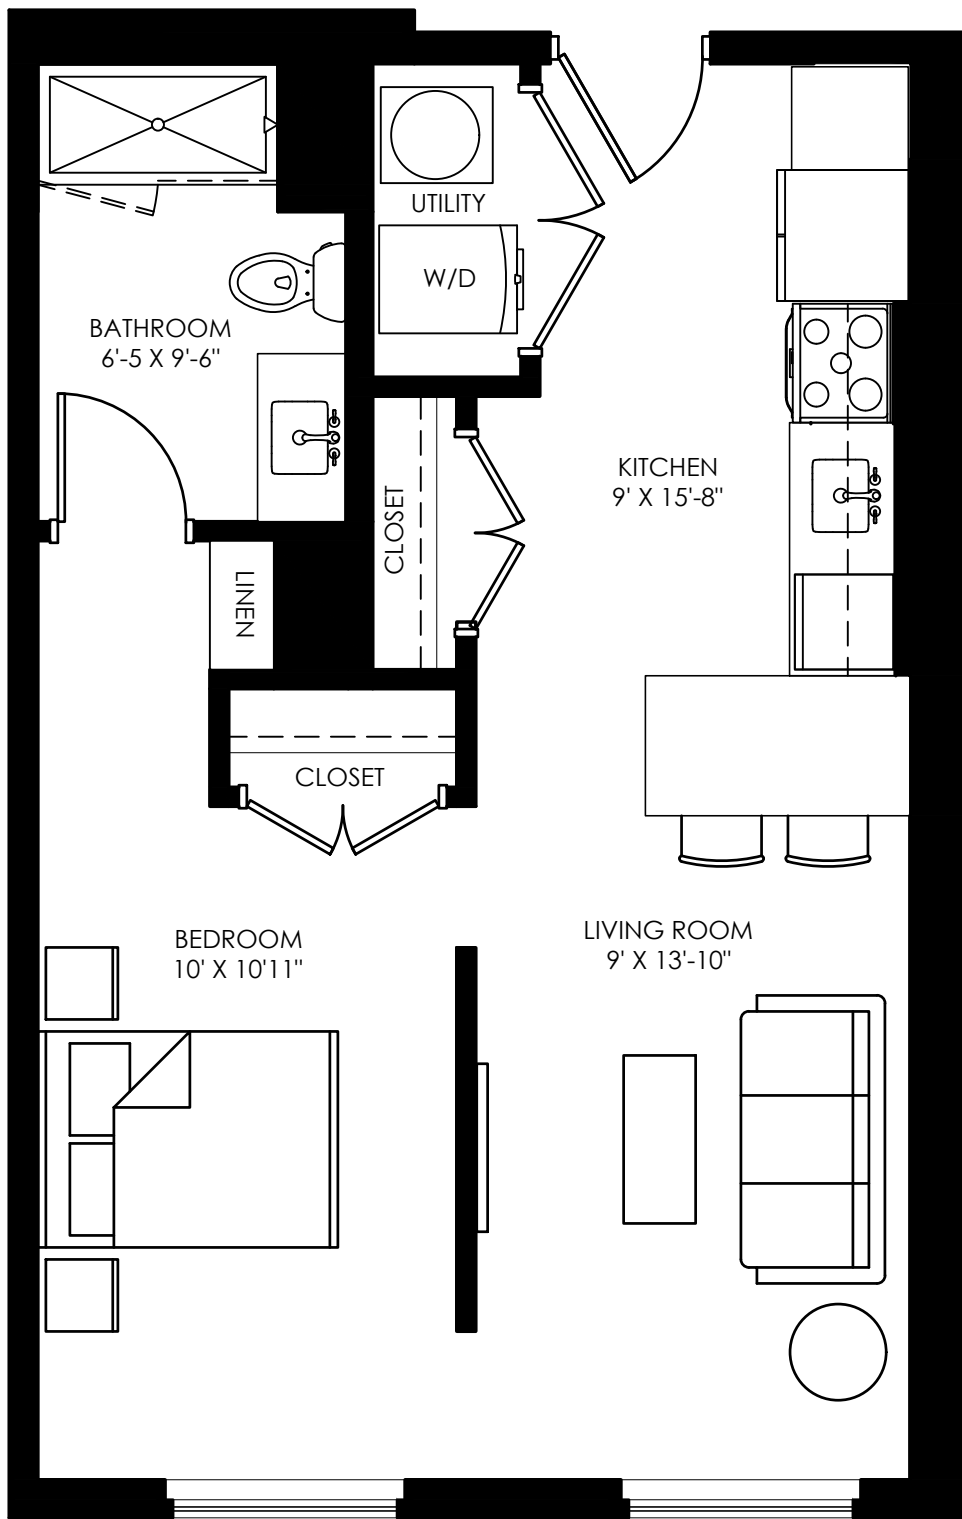 UTILITY
W/D
BATHROOM
6'-5 X 9'-6"
KITCHEN
9' X 15'-8"
CLOSET
LINEN
CLOSET
BEDROOM
10' X 10'11"
LIVING ROOM
9' X 13'-10"